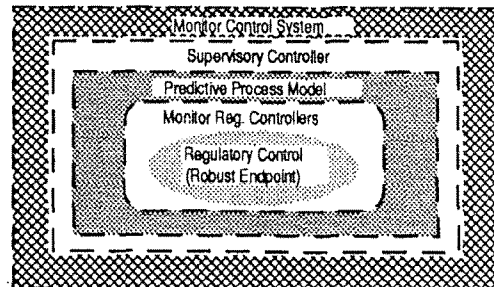 Monitor Control System
Supervisory Controller
Predictive Process Model
Monitor Reg. Controllers
Regulatory Control
(Robust Endpoint)